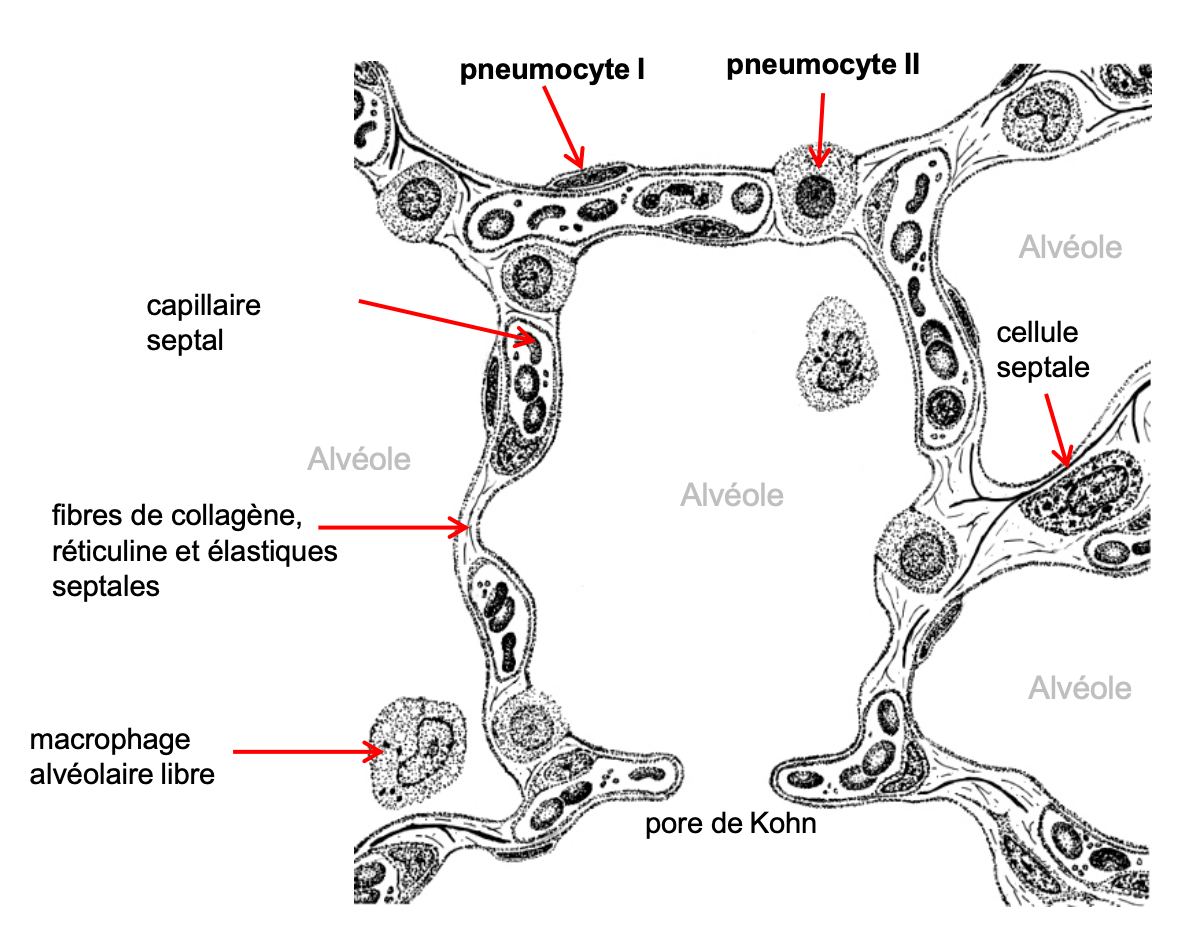 pneumocyte I
pneumocyte II
Alvéole
capillaire
septal
cellule
septale
Alvéole
Alvéole
fibres de collagène,
réticuline et élastiques
septales
Alvéole
macrophage
alvéolaire libre
pore de Kohn